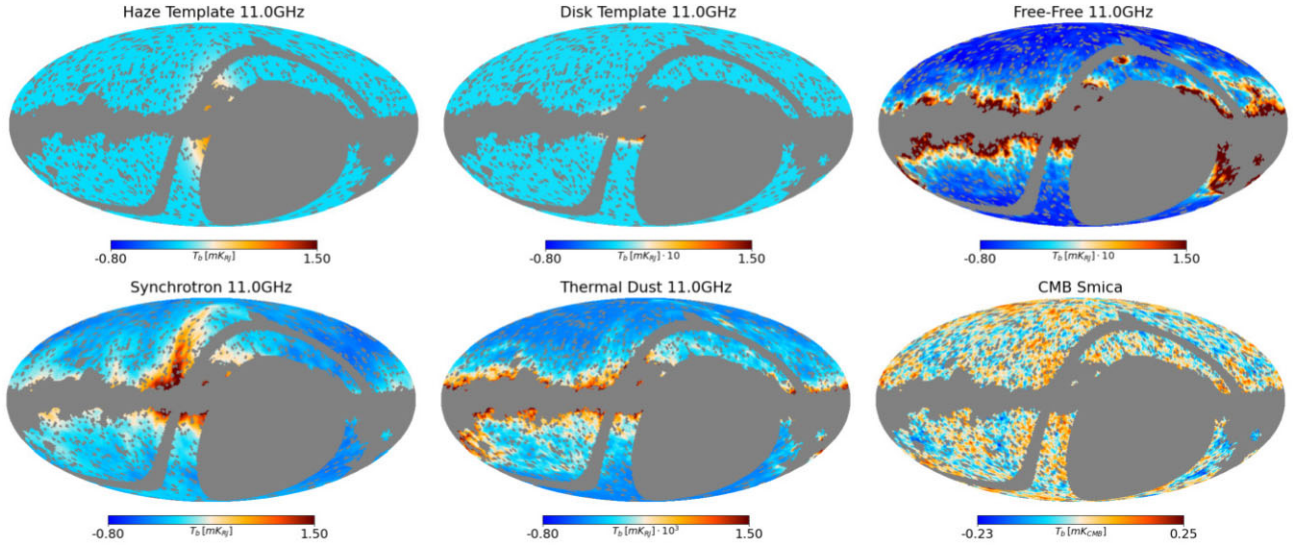 Haze Template 11.0GHz
Disk Template 11.0GHz
Free-Free 11.0GHz
-0.80 T_b [mK_RJ] 1.50
-0.80 T_b [mK_RJ] · 10 1.50
-0.80 T_b [mK_RJ] · 10 1.50
Synchrotron 11.0GHz
Thermal Dust 11.0GHz
CMB Smica
-0.80 T_b [mK_RJ] 1.50
-0.80 T_b [mK_RJ] · 10³ 1.50
-0.23 T_b [mK_CMB] 0.25